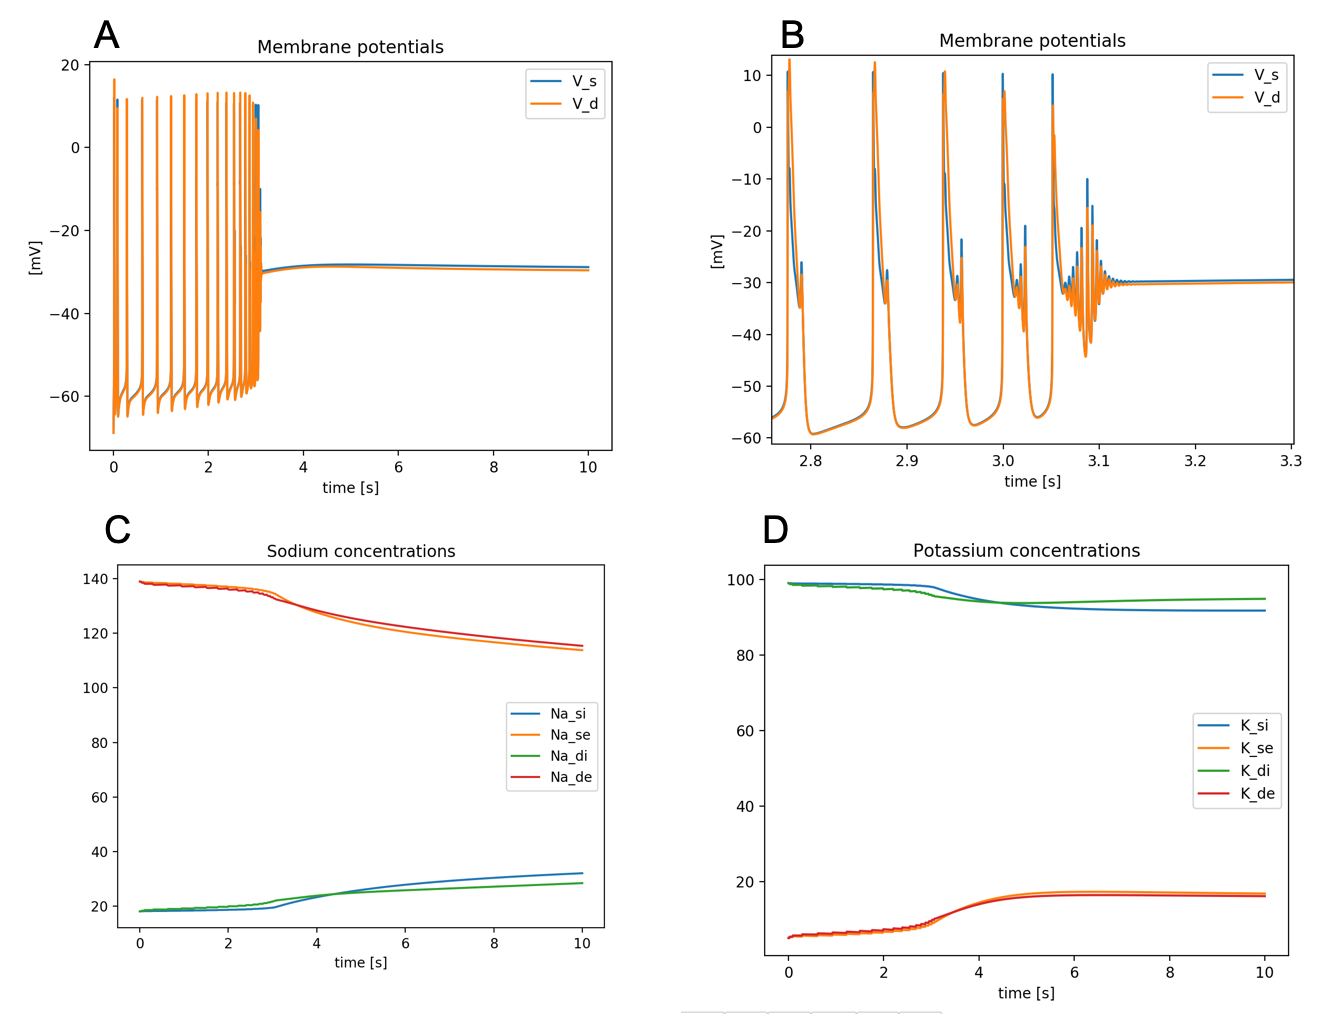 A
Membrane potentials
20
0
−20
−40
−60
[mV]
V_s
V_d
0
2
4
6
8
10
time [s]
B
Membrane potentials
10
0
−10
−20
−30
−40
−50
−60
[mV]
V_s
V_d
2.8
2.9
3.0
3.1
3.2
3.3
time [s]
C
Sodium concentrations
140
120
100
80
60
40
20
Na_si
Na_se
Na_di
Na_de
0
2
4
6
8
10
time [s]
D
Potassium concentrations
100
80
60
40
20
K_si
K_se
K_di
K_de
0
2
4
6
8
10
time [s]